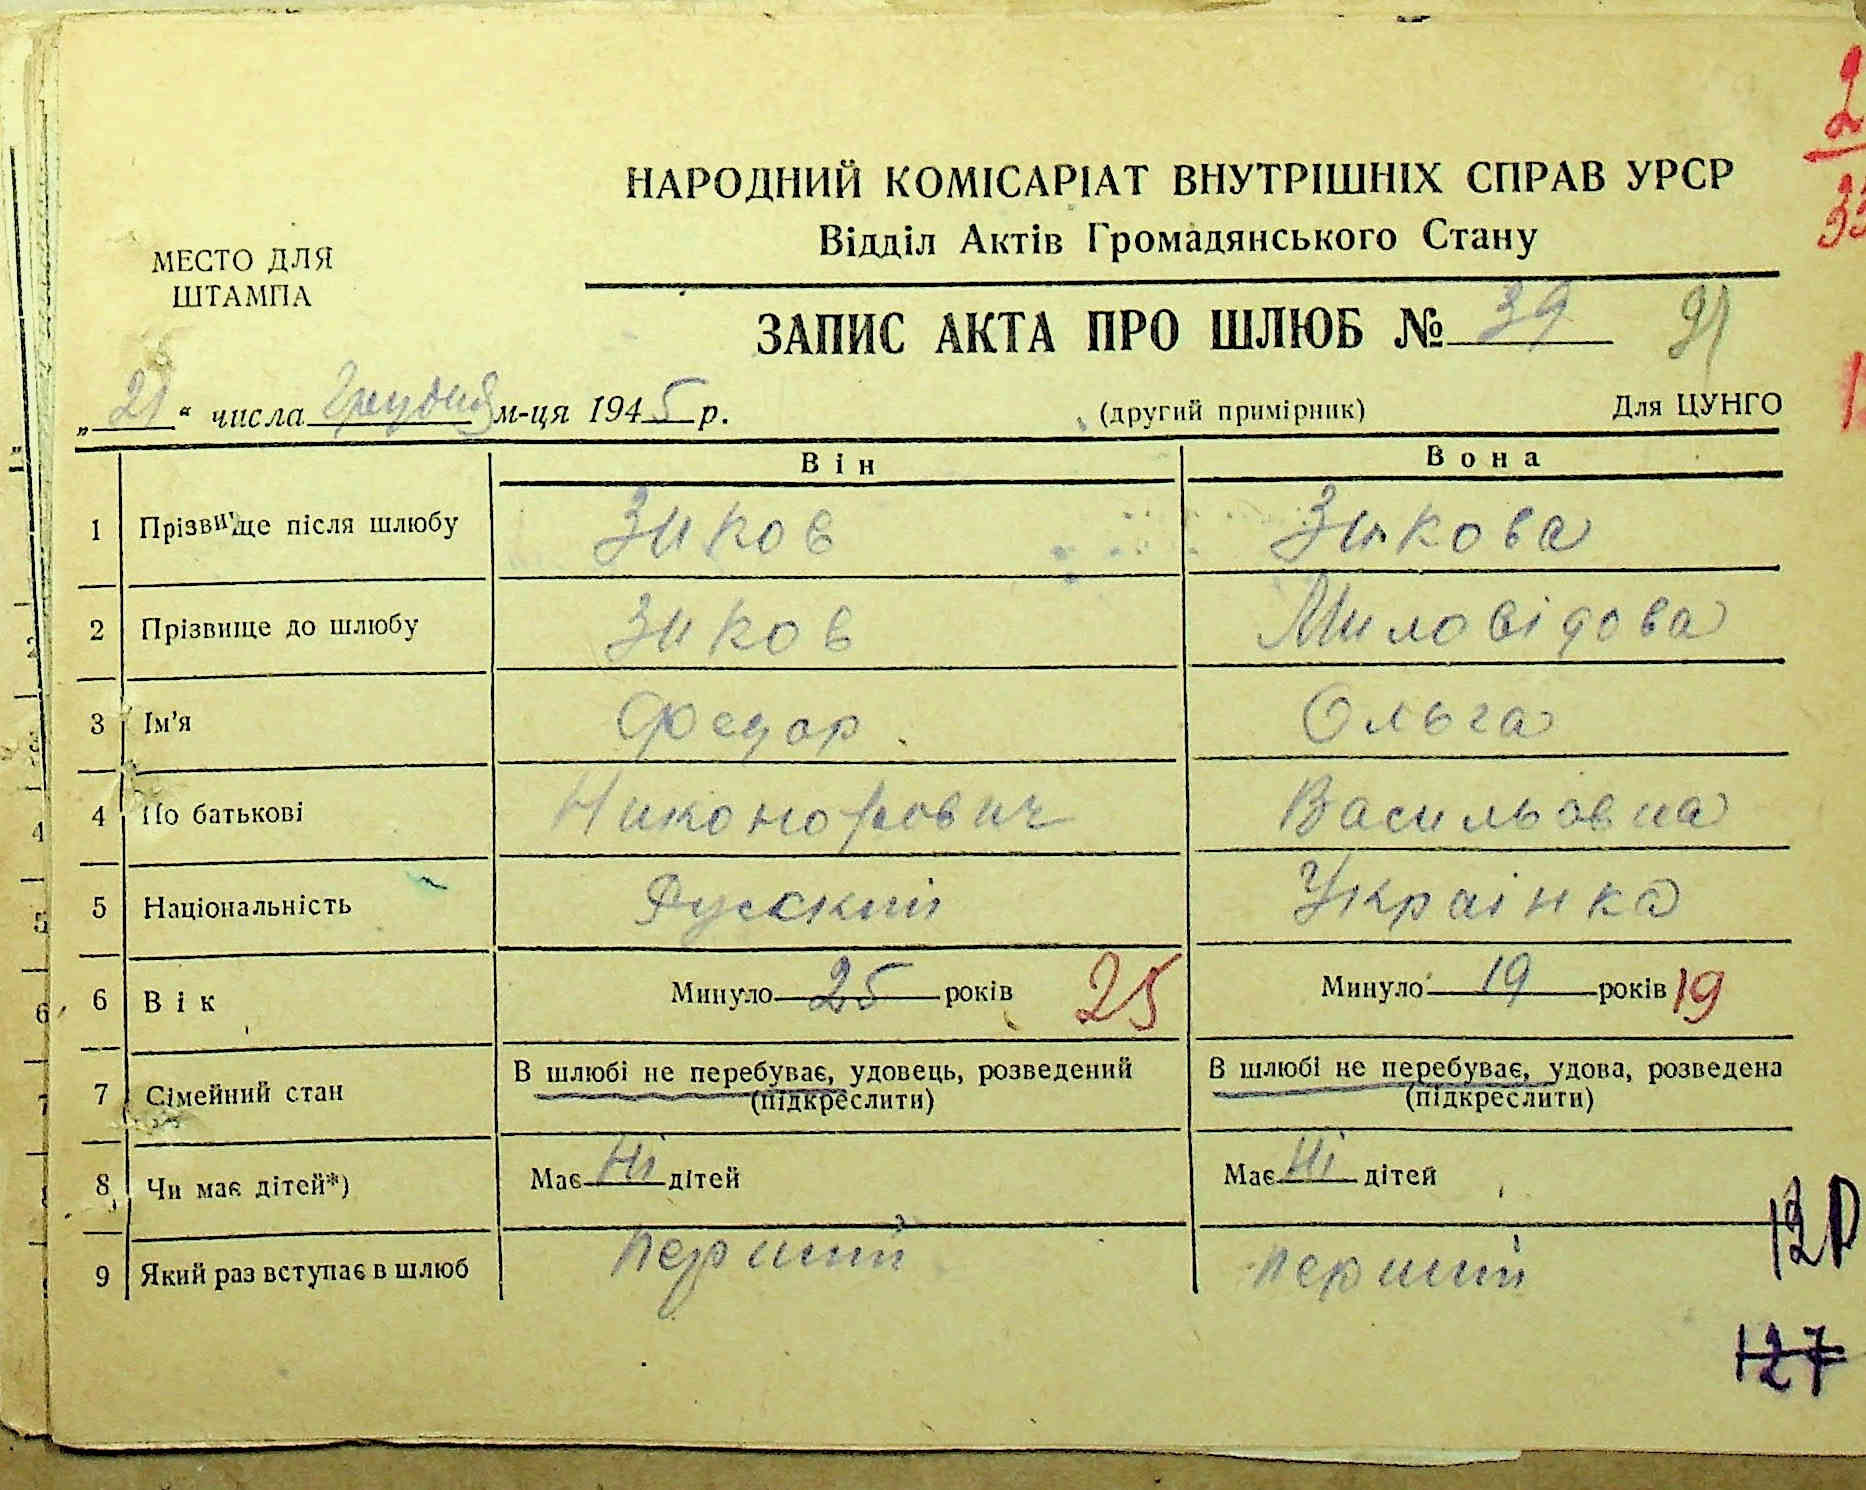 НАРОДНИЙ КОМІСАРІАТ ВНУТРІШНІХ СПРАВ УРСР
Відділ Актів Громадянського Стану
МЕСТО ДЛЯ
ШТАМПА
ЗАПИС АКТА ПРО ШЛЮБ № 39 91
„21“ числа Грудня м-ця 1945 р. (другий примірник) Для ЦУНГО
Він Вона
1 Прізвище після шлюбу Зиков Зикова
2 Прізвище до шлюбу Зиков Миловідова
3 Ім'я Федор Ольга
4 По батькові Никонорович Васильовна
5 Національність Русский Українка
6 Вік Минуло 25 років 25 Минуло 19 років 19
7 Сімейний стан В шлюбі не перебуває, удовець, розведений В шлюбі не перебуває, удова, розведена
(підкреслити) (підкреслити)
8 Чи має дітей*) Має Ні дітей Має Ні дітей
9 Який раз вступає в шлюб перший перший
127